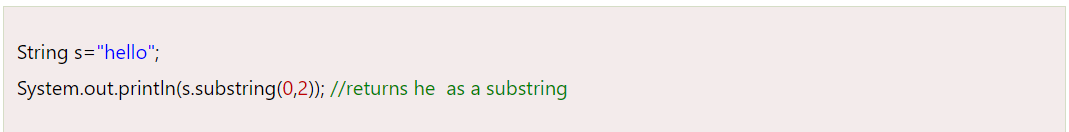 String s="hello";
System.out.println(s.substring(0,2)); //returns he  as a substring